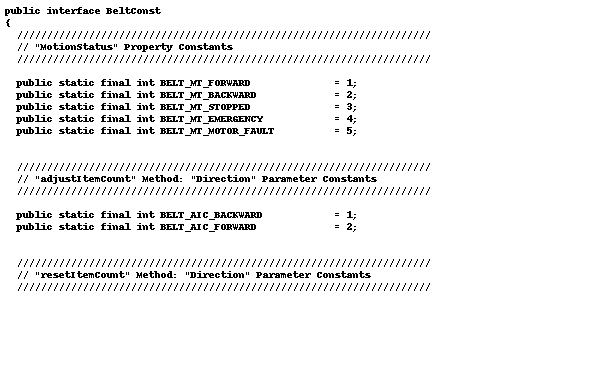 public interface BeltConst
{
/////////////////////////////////////////////////////////////////////
// "MotionStatus" Property Constants
/////////////////////////////////////////////////////////////////////
public static final int BELT_MT_FORWARD = 1;
public static final int BELT_MT_BACKWARD = 2;
public static final int BELT_MT_STOPPED = 3;
public static final int BELT_MT_EMERGENCY = 4;
public static final int BELT_MT_MOTOR_FAULT = 5;
/////////////////////////////////////////////////////////////////////
// "adjustItemCount" Method: "Direction" Parameter Constants
/////////////////////////////////////////////////////////////////////
public static final int BELT_AIC_BACKWARD = 1;
public static final int BELT_AIC_FORWARD = 2;
/////////////////////////////////////////////////////////////////////
// "resetItemCount" Method: "Direction" Parameter Constants
/////////////////////////////////////////////////////////////////////